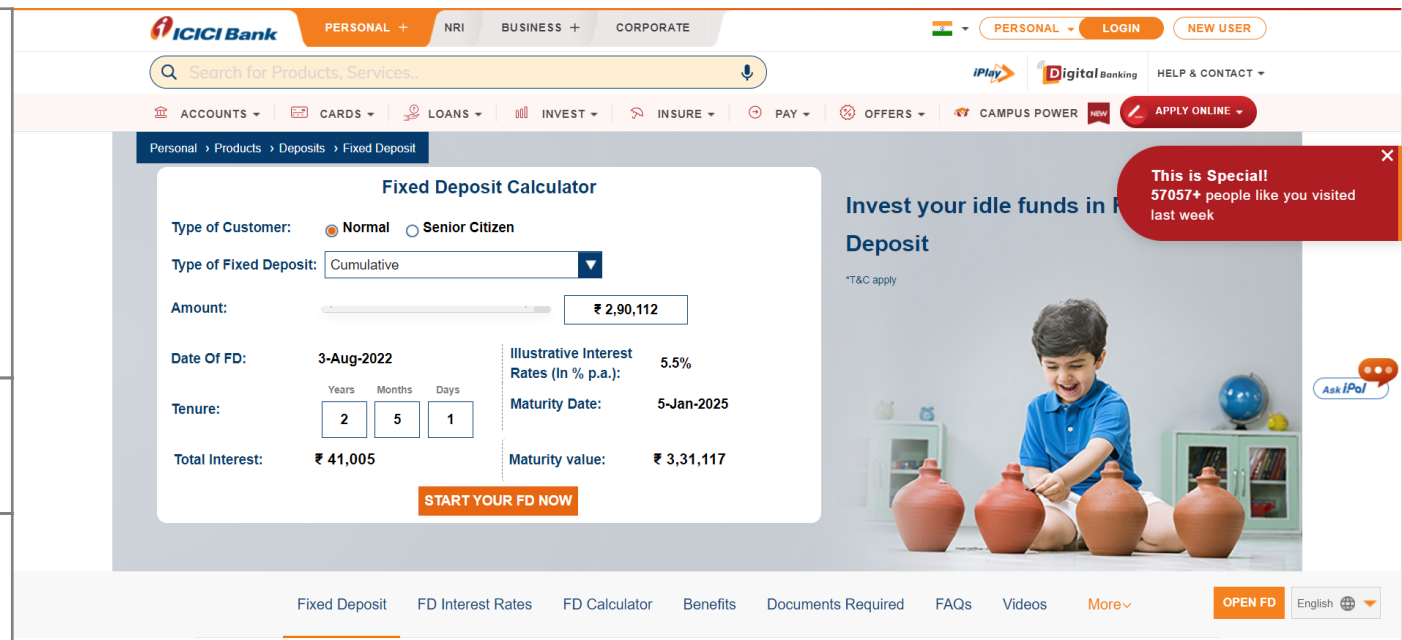 ICICI Bank
PERSONAL + NRI BUSINESS + CORPORATE
PERSONAL LOGIN NEW USER
Search for Products, Services..
iPlay Digital Banking HELP & CONTACT
ACCOUNTS CARDS LOANS INVEST INSURE PAY OFFERS CAMPUS POWER NEW APPLY ONLINE
Personal › Products › Deposits › Fixed Deposit
Fixed Deposit Calculator
Type of Customer: Normal Senior Citizen
Type of Fixed Deposit: Cumulative
Amount: ₹ 2,90,112
Date Of FD: 3-Aug-2022
Illustrative Interest
Rates (In % p.a.): 5.5%
Years Months Days
Tenure: 2 5 1
Maturity Date: 5-Jan-2025
Total Interest: ₹ 41,005
Maturity value: ₹ 3,31,117
START YOUR FD NOW
Invest your idle funds in
Deposit
*T&C apply
This is Special!
57057+ people like you visited
last week
Ask iPal
Fixed Deposit FD Interest Rates FD Calculator Benefits Documents Required FAQs Videos More
OPEN FD English